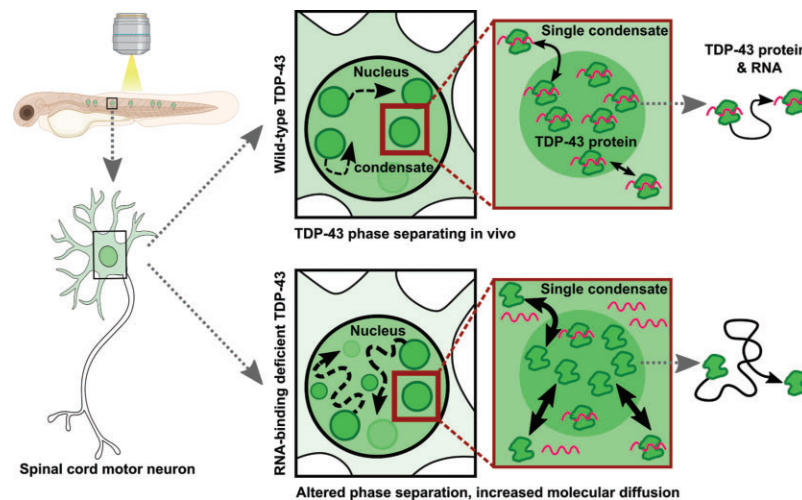 Wild-type TDP-43
Nucleus
condensate
TDP-43 phase separating in vivo
Single condensate
TDP-43 protein
TDP-43 protein
& RNA
Spinal cord motor neuron
RNA-binding deficient TDP-43
Nucleus
Single condensate
Altered phase separation, increased molecular diffusion